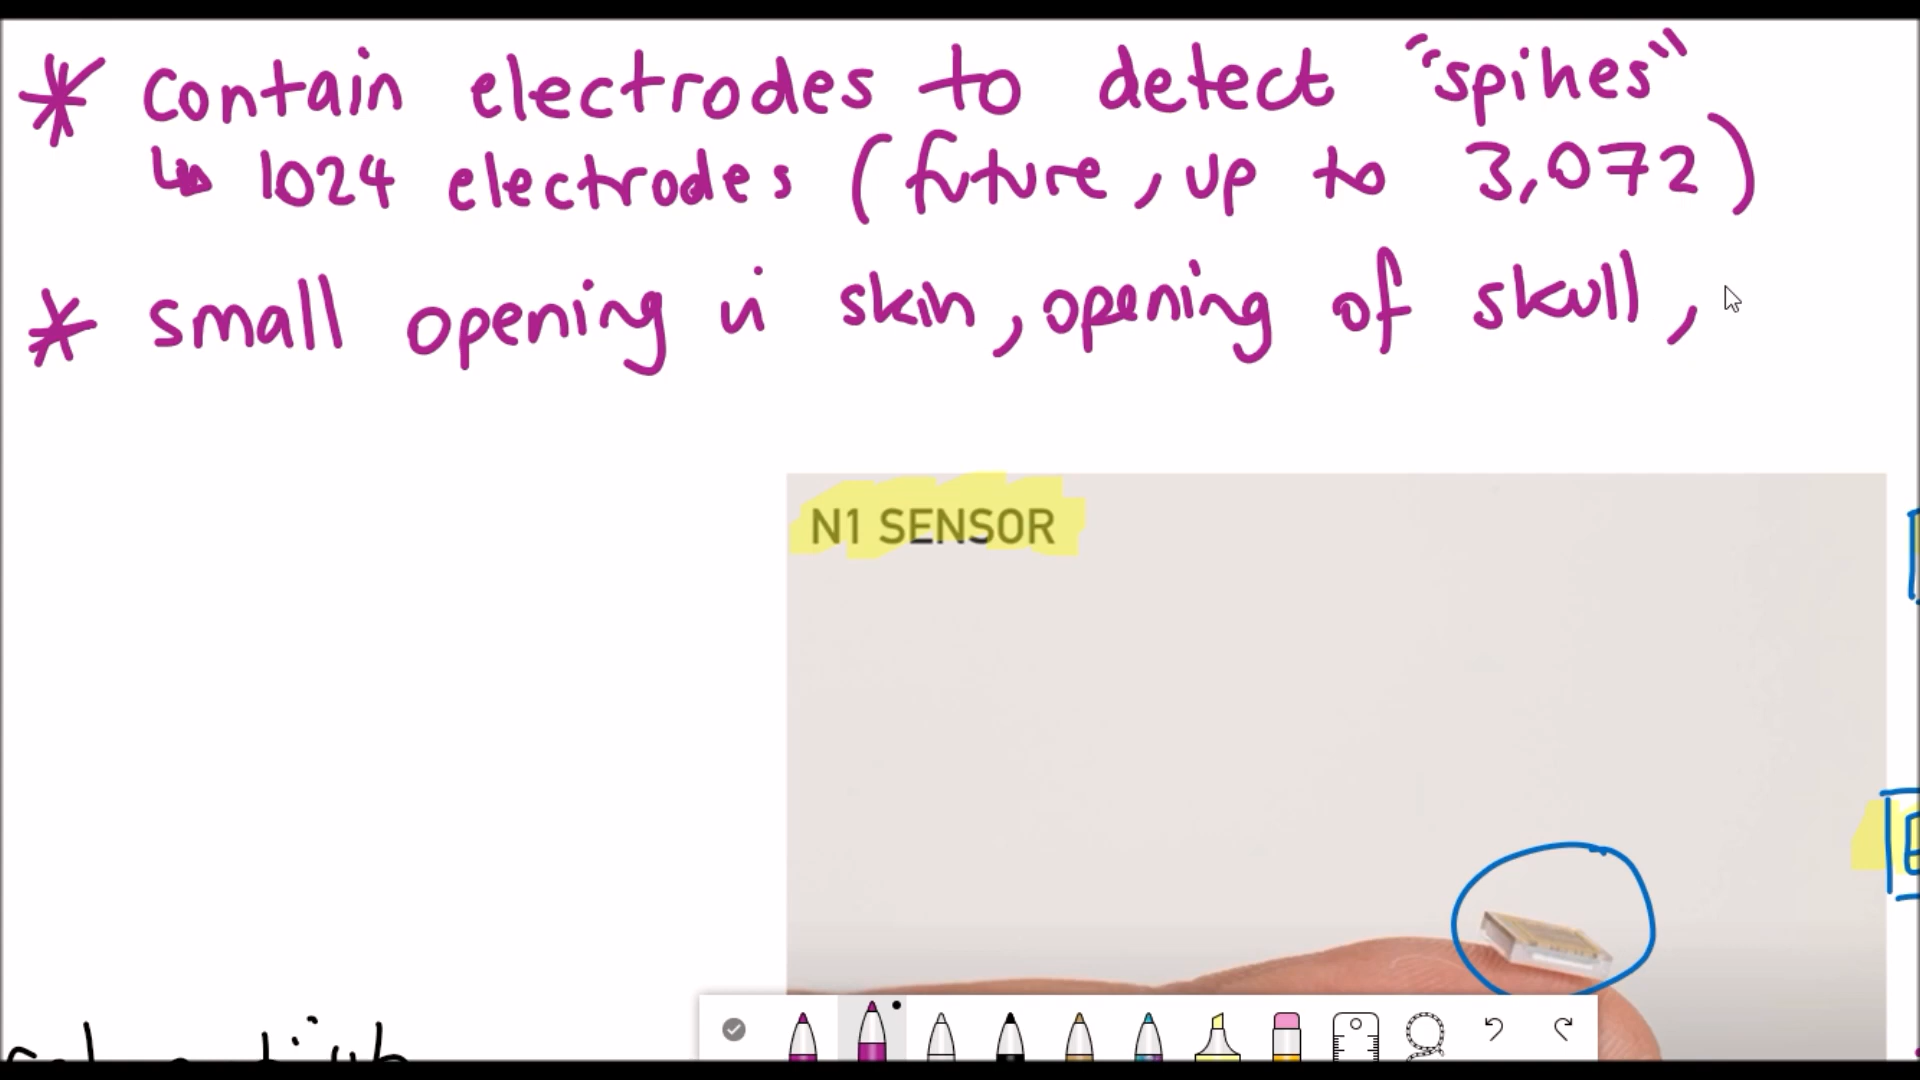 * contain electrodes to detect "spikes"
↳ 1024 electrodes (future, up to 3,072)
* small opening in skin, opening of skull,
N1 SENSOR